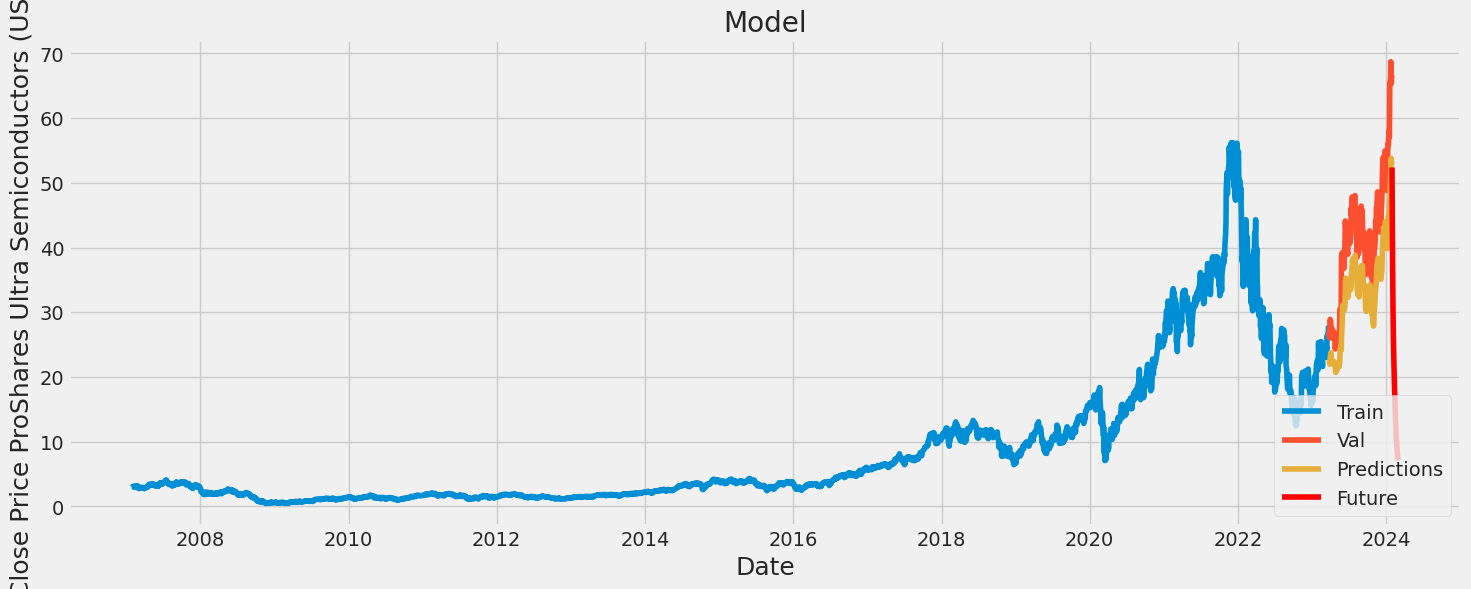 Model
Close Price ProShares Ultra Semiconductors (US
70
60
50
40
30
20
10
0
2008 2010 2012 2014 2016 2018 2020 2022 2024
Date
Train
Val
Predictions
Future